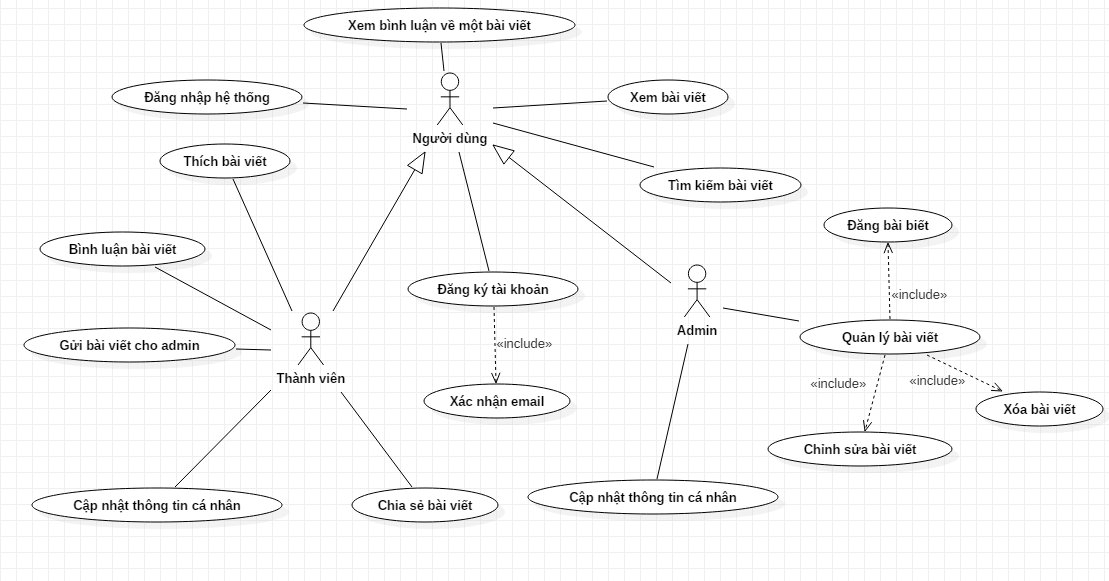 Xem bình luận về một bài viết
Đăng nhập hệ thống
Xem bài viết
Người dùng
Thích bài viết
Tìm kiếm bài viết
Đăng bài biết
Bình luận bài viết
Đăng ký tài khoản
«include»
Admin
Quản lý bài viết
Gửi bài viết cho admin
«include»
Thành viên
«include»
«include»
Xác nhận email
Xóa bài viết
Chỉnh sửa bài viết
Cập nhật thông tin cá nhân
Cập nhật thông tin cá nhân
Chia sẻ bài viết